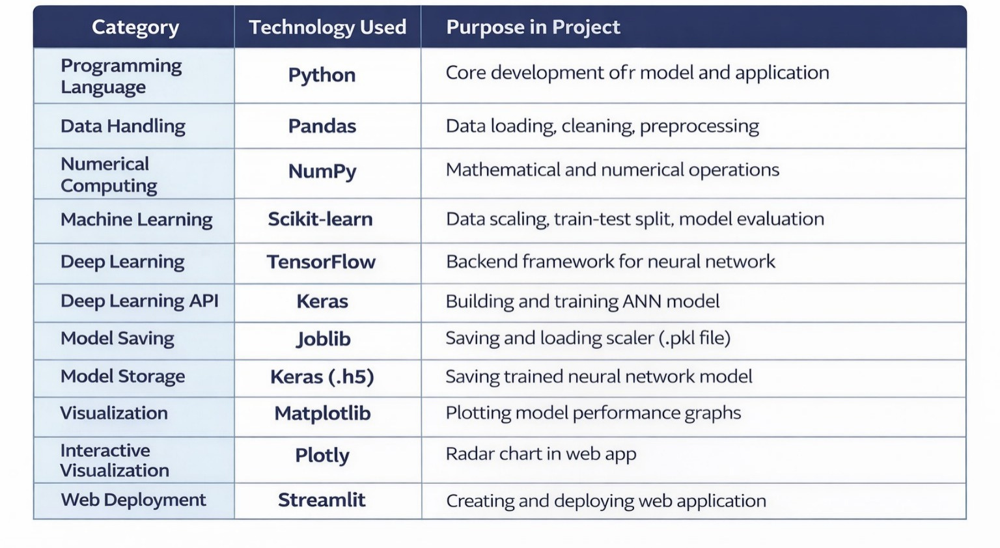 Category Technology Used Purpose in Project
Programming
Language
Python
Core development ofr model and application
Data Handling Pandas Data loading, cleaning, preprocessing
Numerical
Computing
NumPy
Mathematical and numerical operations
Machine Learning Scikit-learn Data scaling, train-test split, model evaluation
Deep Learning TensorFlow Backend framework for neural network
Deep Learning API Keras Building and training ANN model
Model Saving Joblib Saving and loading scaler (.pkl file)
Model Storage Keras (.h5) Saving trained neural network model
Visualization Matplotlib Plotting model performance graphs
Interactive
Visualization
Plotly
Radar chart in web app
Web Deployment Streamlit Creating and deploying web application